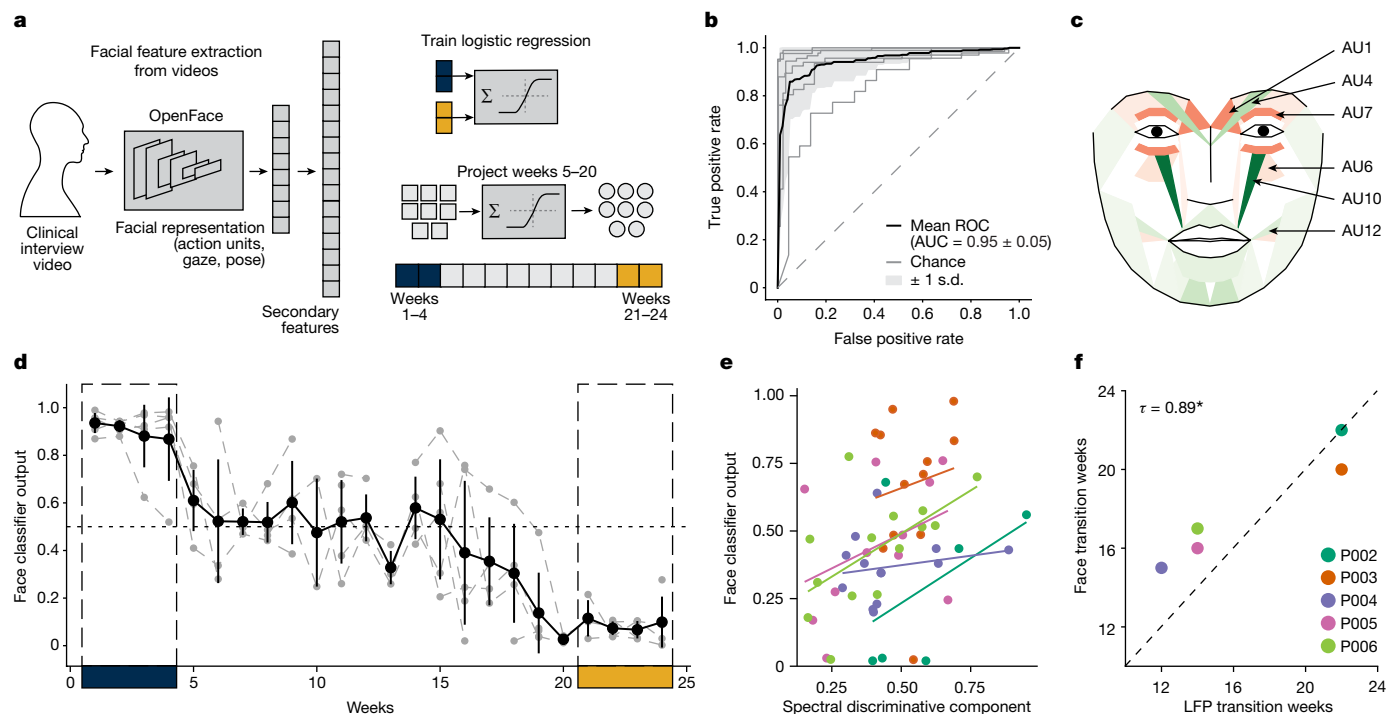 a
Facial feature extraction
from videos
OpenFace
Clinical
interview
video
Facial representation
(action units,
gaze, pose)
Secondary
features
Train logistic regression
Σ
Project weeks 5–20
Σ
Weeks
1–4
Weeks
21–24
b
True positive rate
1.0
0.8
0.6
0.4
0.2
0
0
0.2
0.4
0.6
0.8
1.0
False positive rate
Mean ROC
(AUC = 0.95 ± 0.05)
Chance
± 1 s.d.
c
AU1
AU4
AU7
AU6
AU10
AU12
d
Face classifier output
1.0
0.8
0.6
0.4
0.2
0
0
5
10
15
20
25
Weeks
e
Face classifier output
1.00
0.75
0.50
0.25
0
0.25
0.50
0.75
Spectral discriminative component
f
Face transition weeks
24
20
16
12
τ = 0.89*
P002
P003
P004
P005
P006
12
16
20
24
LFP transition weeks